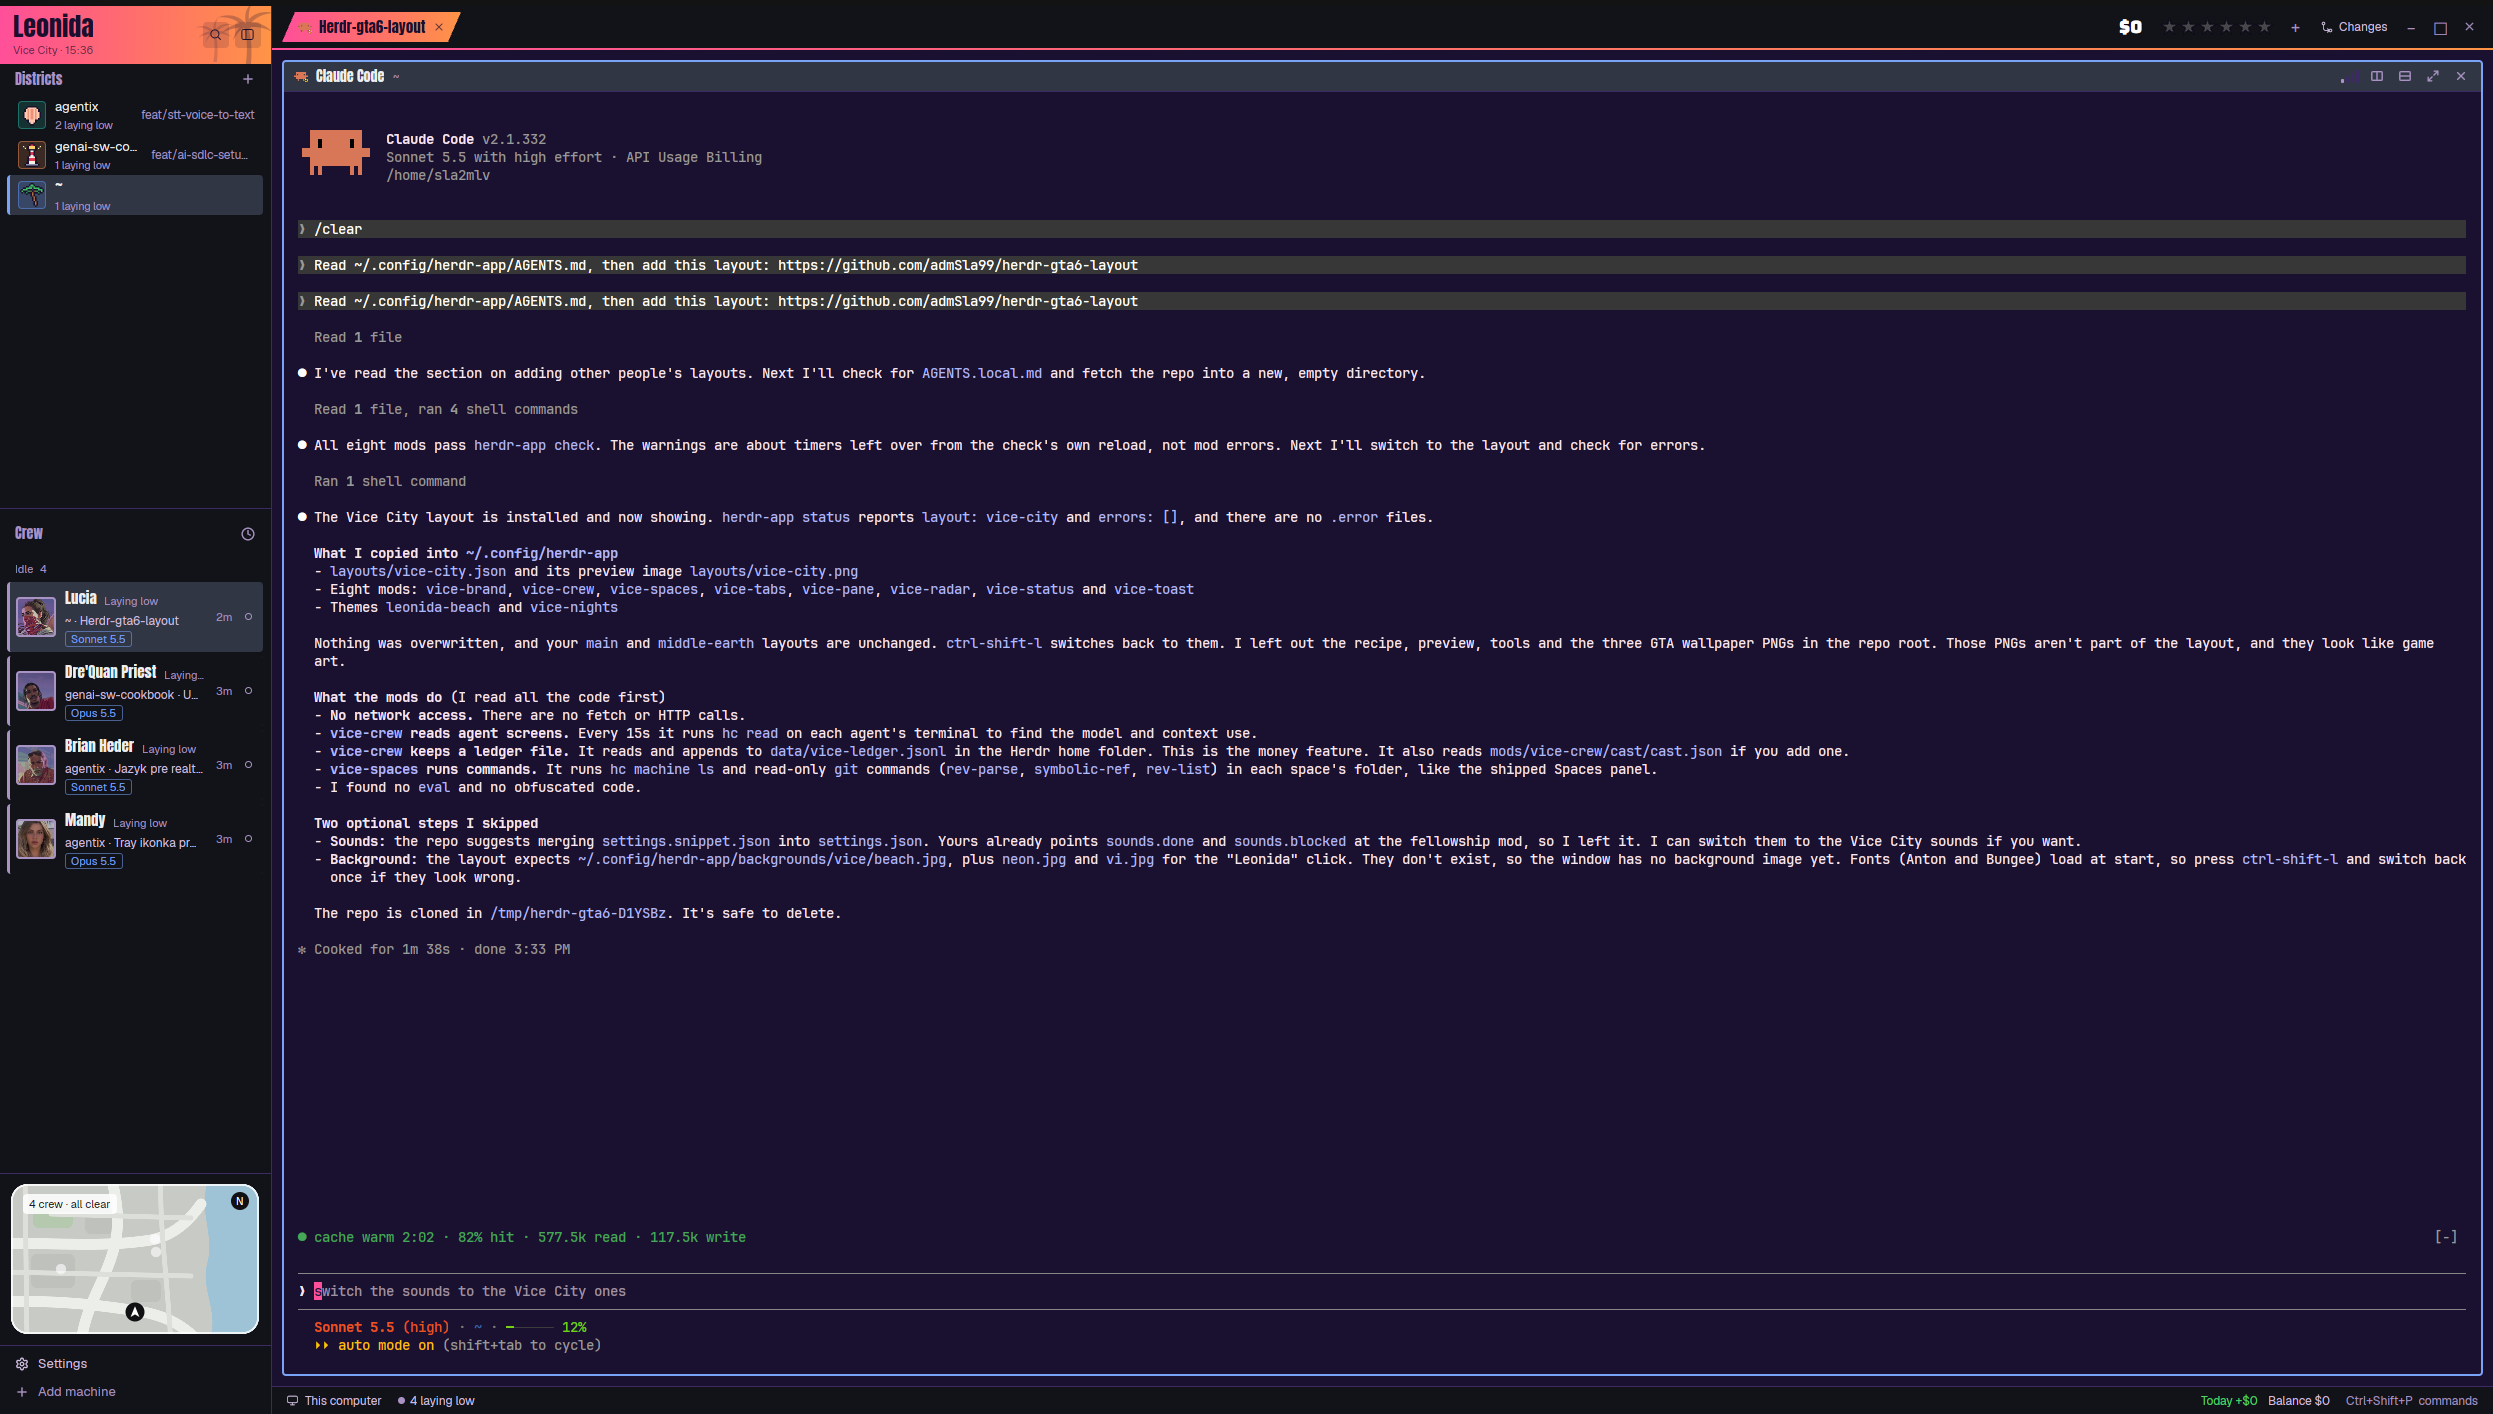 Leonida
Vice City · 15:36
Districts
agentix
2 laying low
feat/stt-voice-to-text
genai-sw-co...
1 laying low
feat/ai-sdlc-setu...
~
1 laying low
Crew
Idle 4
Lucia Laying low
~ · Herdr-gta6-layout
2m
Sonnet 5.5
Dre'Quan Priest Laying...
genai-sw-cookbook · U...
3m
Opus 5.5
Brian Heder Laying low
agentix · Jazyk pre realt...
3m
Sonnet 5.5
Mandy Laying low
agentix · Tray ikonka pr...
3m
Opus 5.5
4 crew · all clear
N
Settings
+ Add machine
Herdr-gta6-layout ×
$0 ★ ★ ★ ★ ★ ★ + Changes
Claude Code ~
Claude Code v2.1.332
Sonnet 5.5 with high effort · API Usage Billing
/home/sla2mlv
❯ /clear
❯ Read ~/.config/herdr-app/AGENTS.md, then add this layout: https://github.com/admSla99/herdr-gta6-layout
❯ Read ~/.config/herdr-app/AGENTS.md, then add this layout: https://github.com/admSla99/herdr-gta6-layout
Read 1 file
● I've read the section on adding other people's layouts. Next I'll check for AGENTS.local.md and fetch the repo into a new, empty directory.
Read 1 file, ran 4 shell commands
● All eight mods pass herdr-app check. The warnings are about timers left over from the check's own reload, not mod errors. Next I'll switch to the layout and check for errors.
Ran 1 shell command
● The Vice City layout is installed and now showing. herdr-app status reports layout: vice-city and errors: [], and there are no .error files.
What I copied into ~/.config/herdr-app
- layouts/vice-city.json and its preview image layouts/vice-city.png
- Eight mods: vice-brand, vice-crew, vice-spaces, vice-tabs, vice-pane, vice-radar, vice-status and vice-toast
- Themes leonida-beach and vice-nights
Nothing was overwritten, and your main and middle-earth layouts are unchanged. ctrl-shift-l switches back to them. I left out the recipe, preview, tools and the three GTA wallpaper PNGs in the repo root. Those PNGs aren't part of the layout, and they look like game
art.
What the mods do (I read all the code first)
- No network access. There are no fetch or HTTP calls.
- vice-crew reads agent screens. Every 15s it runs hc read on each agent's terminal to find the model and context use.
- vice-crew keeps a ledger file. It reads and appends to data/vice-ledger.jsonl in the Herdr home folder. This is the money feature. It also reads mods/vice-crew/cast/cast.json if you add one.
- vice-spaces runs commands. It runs hc machine ls and read-only git commands (rev-parse, symbolic-ref, rev-list) in each space's folder, like the shipped Spaces panel.
- I found no eval and no obfuscated code.
Two optional steps I skipped
- Sounds: the repo suggests merging settings.snippet.json into settings.json. Yours already points sounds.done and sounds.blocked at the fellowship mod, so I left it. I can switch them to the Vice City sounds if you want.
- Background: the layout expects ~/.config/herdr-app/backgrounds/vice/beach.jpg, plus neon.jpg and vi.jpg for the "Leonida" click. They don't exist, so the window has no background image yet. Fonts (Anton and Bungee) load at start, so press ctrl-shift-l and switch back
once if they look wrong.
The repo is cloned in /tmp/herdr-gta6-D1YSBz. It's safe to delete.
✻ Cooked for 1m 38s · done 3:33 PM
● cache warm 2:02 · 82% hit · 577.5k read · 117.5k write [-]
❯ switch the sounds to the Vice City ones
Sonnet 5.5 (high) · ~ · 12%
auto mode on (shift+tab to cycle)
This computer ● 4 laying low
Today +$0 Balance $0 Ctrl+Shift+P commands